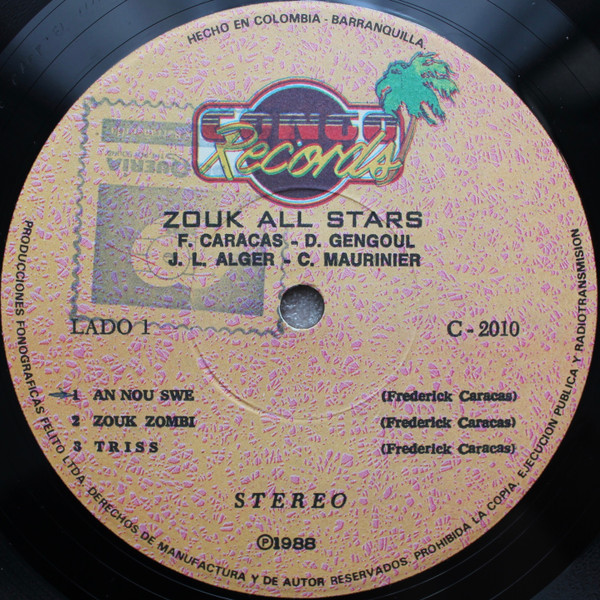 HECHO EN COLOMBIA - BARRANQUILLA.
CONGO
Records
ZOUK ALL STARS
F. CARACAS - D. GENGOUL
J. L. ALGER - C. MAURINIER
LADO 1
C - 2010
1 AN NOU SWE (Frederick Caracas)
2 ZOUK ZOMBI (Frederick Caracas)
3 TRISS (Frederick Caracas)
STEREO
Ⓟ1988
PRODUCCIONES FONOGRAFICAS FELITO LTDA. DERECHOS DE MANUFACTURA Y DE AUTOR RESERVADOS. PROHIBIDA LA COPIA, EJECUCION PUBLICA Y RADIOTRANSMISION